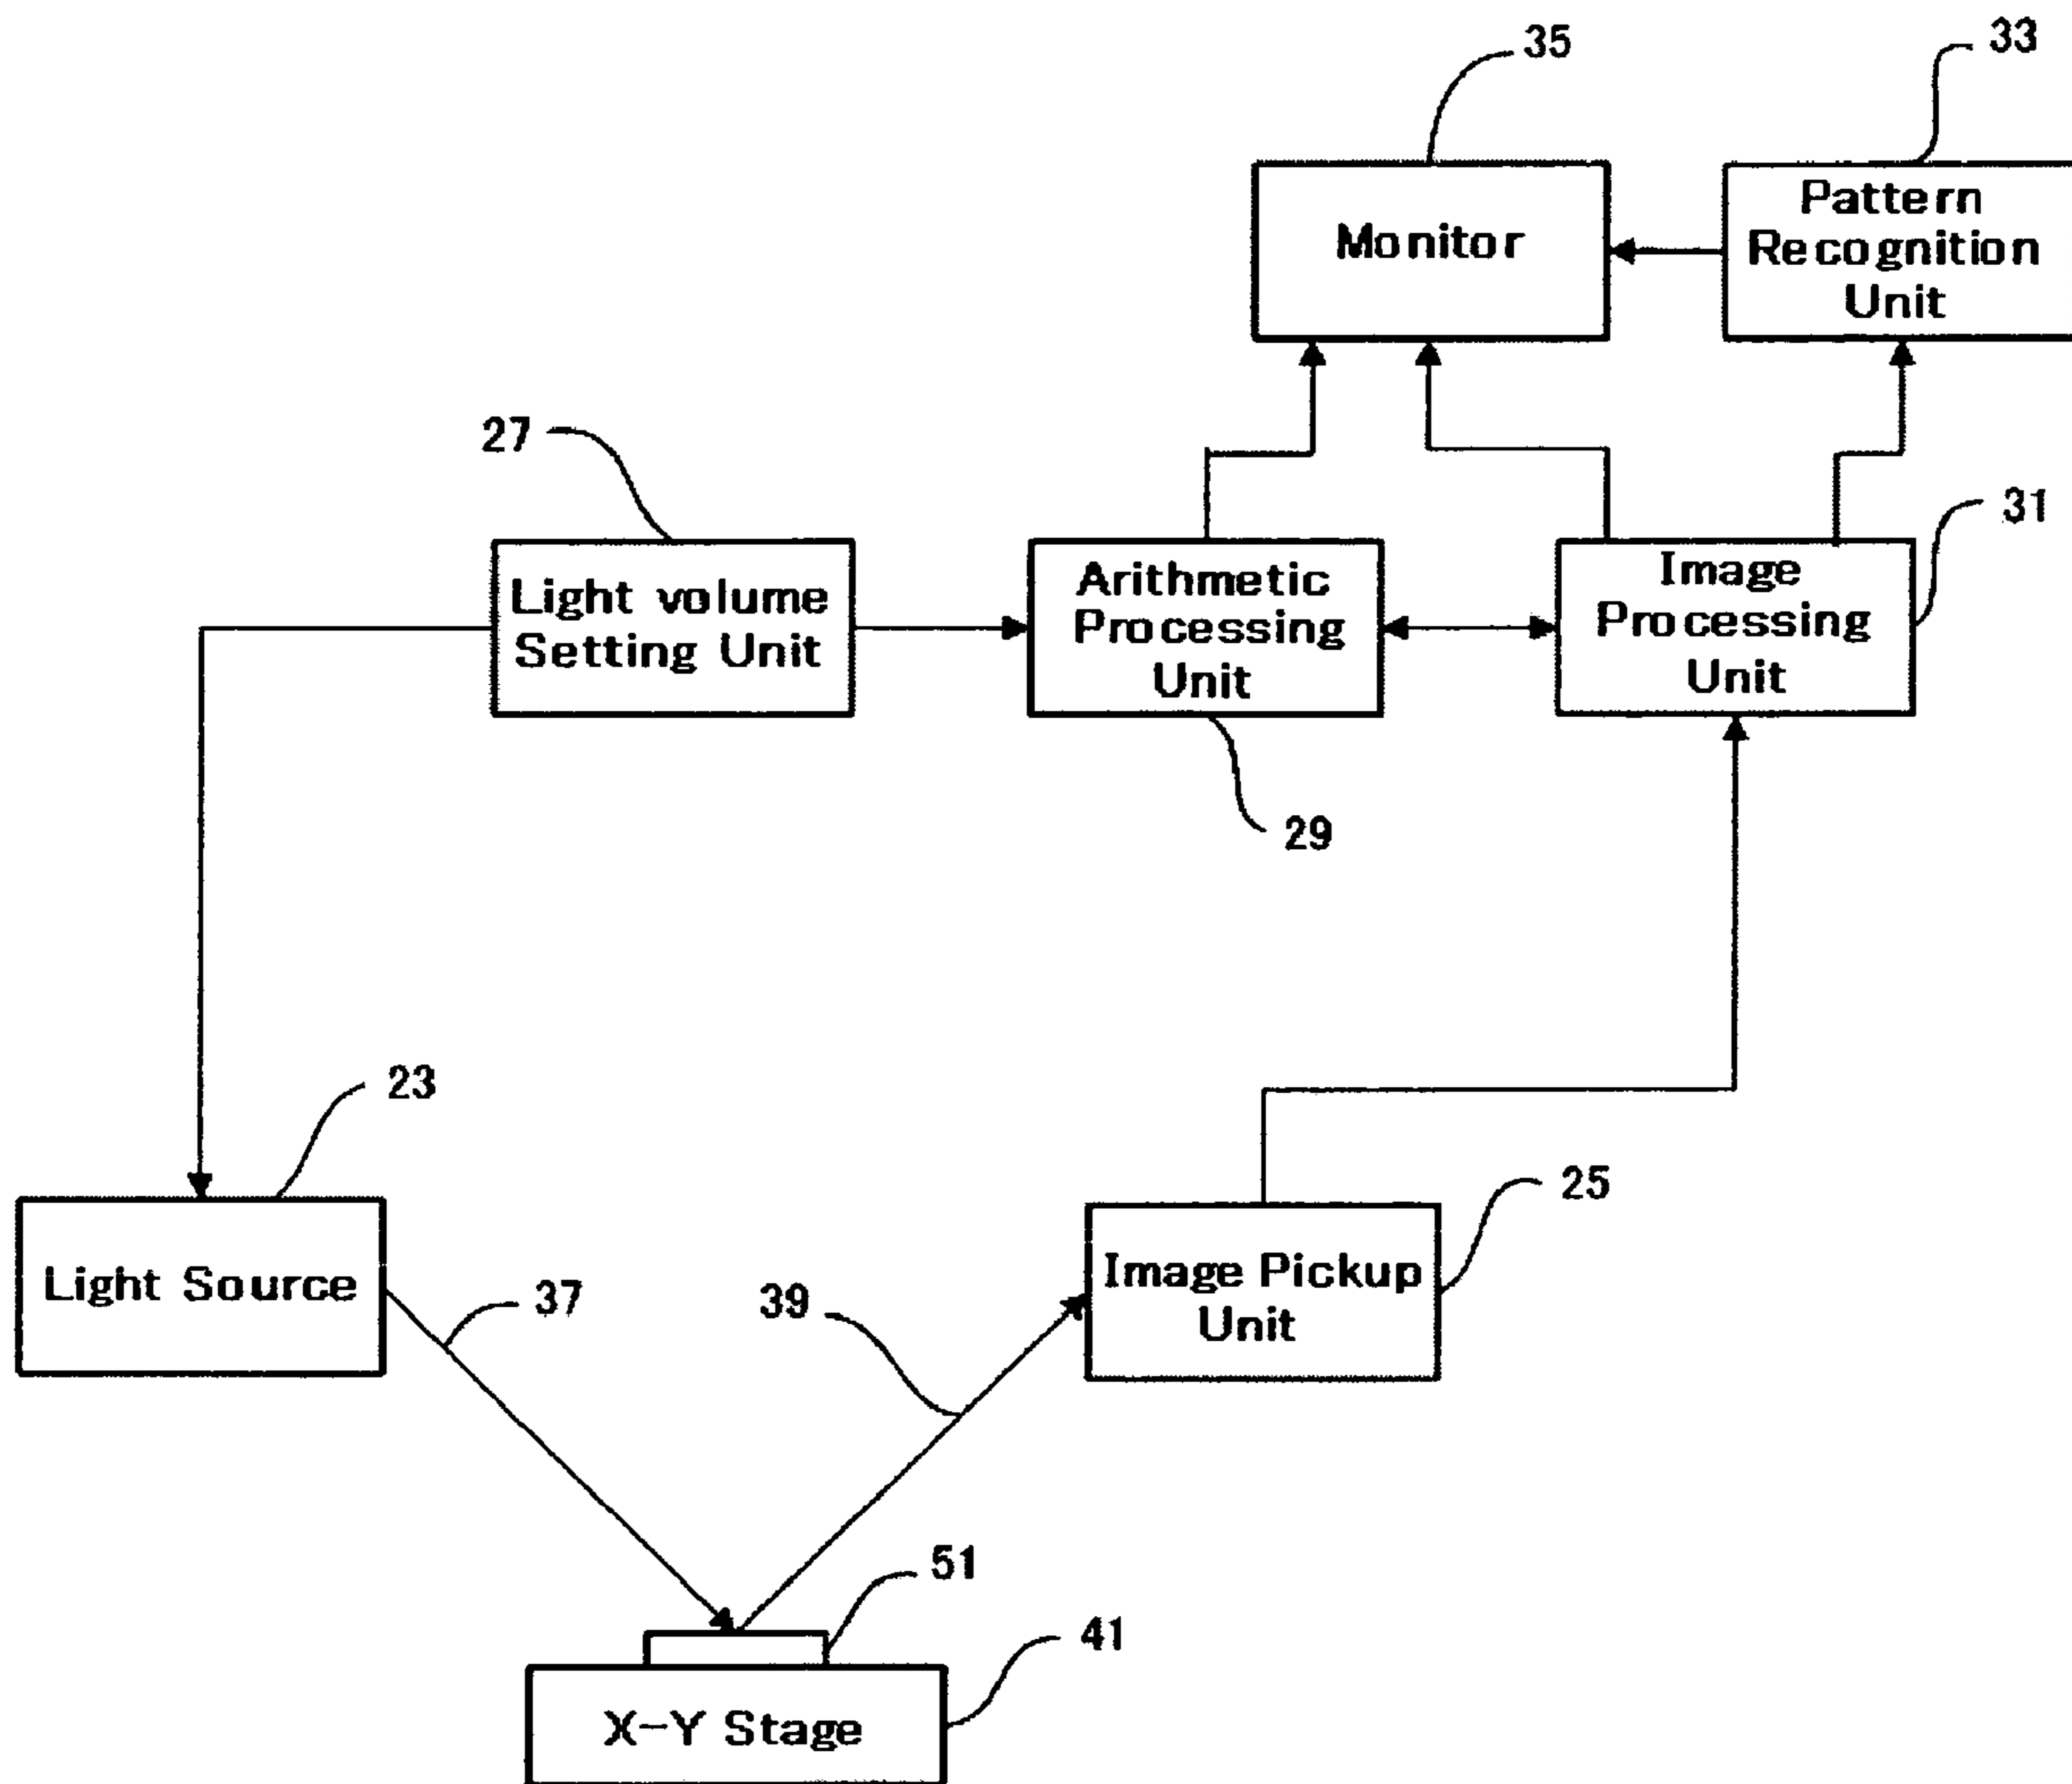 35
33
Monitor
Pattern
Recognition
Unit
27
31
Light volume
Setting Unit
Arithmetic
Processing
Unit
Image
Processing
Unit
29
23
25
Light Source
37
39
Image Pickup
Unit
51
41
X-Y Stage